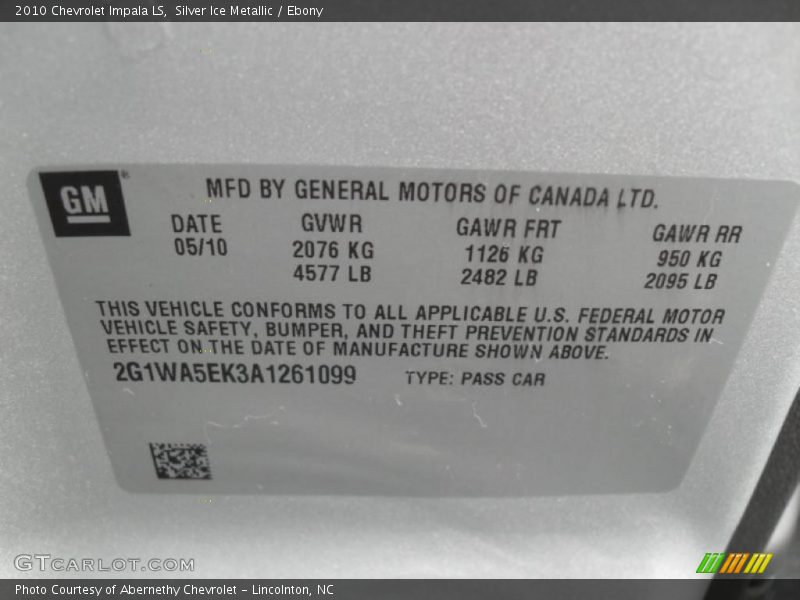 2010 Chevrolet Impala LS, Silver Ice Metallic / Ebony
GM®
MFD BY GENERAL MOTORS OF CANADA LTD.
DATE GVWR GAWR FRT GAWR RR
05/10 2076 KG 1126 KG 950 KG
4577 LB 2482 LB 2095 LB
THIS VEHICLE CONFORMS TO ALL APPLICABLE U.S. FEDERAL MOTOR
VEHICLE SAFETY, BUMPER, AND THEFT PREVENTION STANDARDS IN
EFFECT ON THE DATE OF MANUFACTURE SHOWN ABOVE.
2G1WA5EK3A1261099 TYPE: PASS CAR
GTCARLOT.COM
Photo Courtesy of Abernethy Chevrolet – Lincolnton, NC